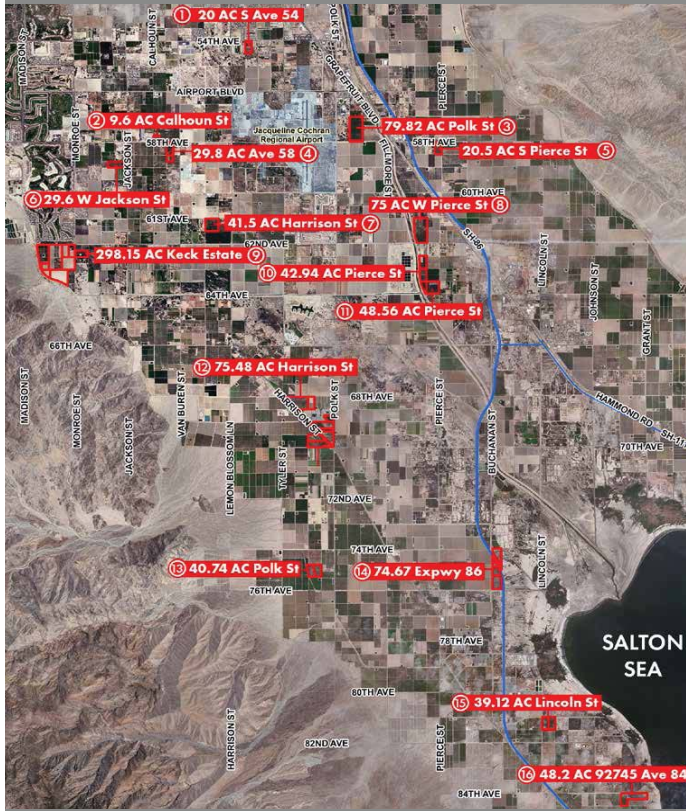 ① 20 AC S Ave 54
MADISON ST
CALHOUN ST
POLK ST
54TH AVE
GRAPEFRUIT BLVD
PIERCE ST
AIRPORT BLVD
② 9.6 AC Calhoun St
MONROE ST
Jacqueline Cochran
Regional Airport
79.82 AC Polk St ③
58TH AVE
58TH AVE
JACKSON ST
29.8 AC Ave 58 ④
FILLMORE ST
20.5 AC S Pierce St ⑤
60TH AVE
⑥ 29.6 W Jackson St
75 AC W Pierce St ⑧
61ST AVE
41.5 AC Harrison St ⑦
62ND AVE
SH-86
298.15 AC Keck Estate ⑨
⑩ 42.94 AC Pierce St
LINCOLN ST
JOHNSON ST
64TH AVE
⑪ 48.56 AC Pierce St
GRANT ST
66TH AVE
⑫ 75.48 AC Harrison St
MADISON ST
MONROE ST
JACKSON ST
VAN BUREN ST
LEMON BLOSSOM LN
HARRISON ST
TYLER ST
POLK ST
68TH AVE
PIERCE ST
BUCHANAN ST
HAMMOND RD
SH-111
70TH AVE
72ND AVE
74TH AVE
⑬ 40.74 AC Polk St
⑭ 74.67 Expwy 86
LINCOLN ST
76TH AVE
78TH AVE
SALTON
SEA
80TH AVE
⑮ 39.12 AC Lincoln St
HARRISON ST
82ND AVE
PIERCE ST
⑯ 48.2 AC 92745 Ave 84
84TH AVE